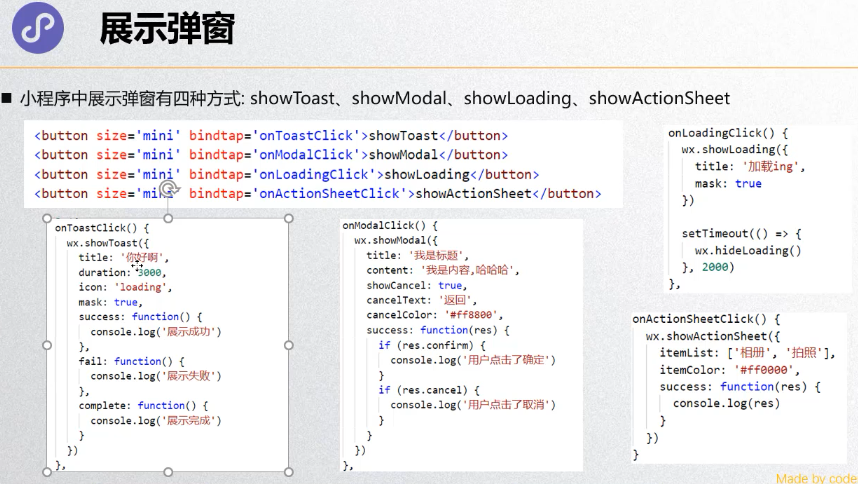 展示弹窗
■ 小程序中展示弹窗有四种方式: showToast、showModal、showLoading、showActionSheet
<button size='mini' bindtap='onToastClick'>showToast</button>
<button size='mini' bindtap='onModalClick'>showModal</button>
<button size='mini' bindtap='onLoadingClick'>showLoading</button>
<button size='mini' bindtap='onActionSheetClick'>showActionSheet</button>
onToastClick() {
wx.showToast({
title: '你好啊',
duration: 3000,
icon: 'loading',
mask: true,
success: function() {
console.log('展示成功')
},
fail: function() {
console.log('展示失败')
},
complete: function() {
console.log('展示完成')
}
})
},
onModalClick() {
wx.showModal({
title: '我是标题',
content: '我是内容,哈哈哈',
showCancel: true,
cancelText: '返回',
cancelColor: '#ff8800',
success: function(res) {
if (res.confirm) {
console.log('用户点击了确定')
}
if (res.cancel) {
console.log('用户点击了取消')
}
}
})
},
onLoadingClick() {
wx.showLoading({
title: '加载ing',
mask: true
})
setTimeout(() => {
wx.hideLoading()
}, 2000)
},
onActionSheetClick() {
wx.showActionSheet({
itemList: ['相册', '拍照'],
itemColor: '#ff0000',
success: function(res) {
console.log(res)
}
})
}
Made by code